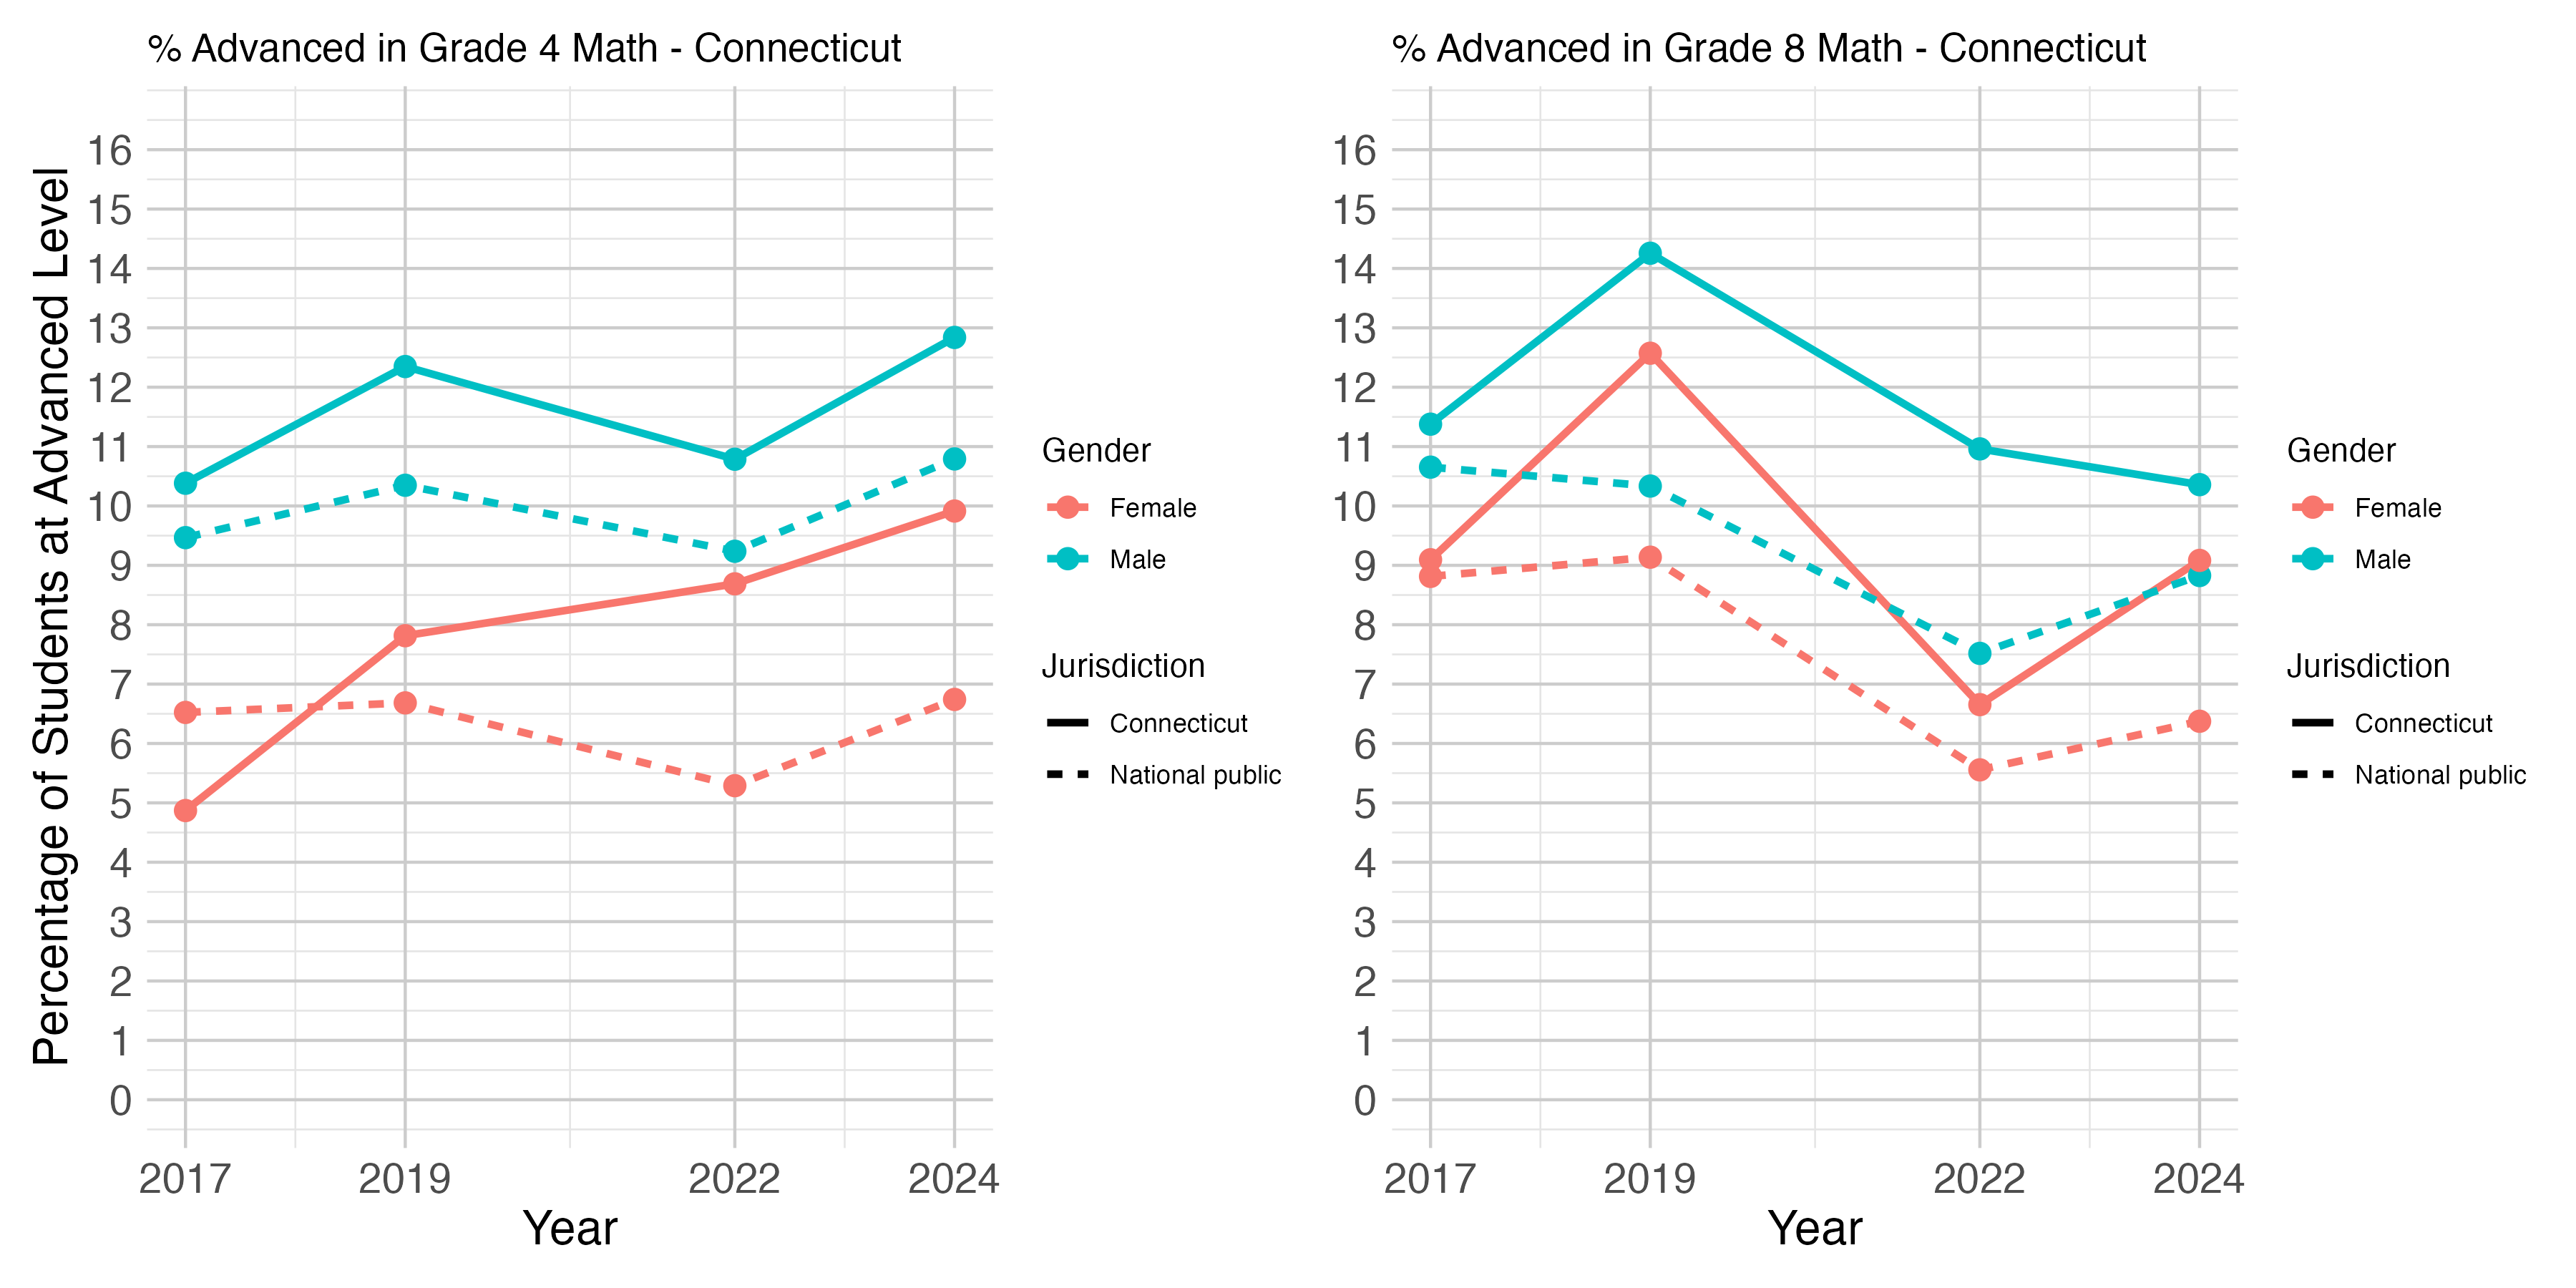 % Advanced in Grade 4 Math - Connecticut
Percentage of Students at Advanced Level
16
15
14
13
12
11
10
9
8
7
6
5
4
3
2
1
0
2017 2019 2022 2024
Year
Gender
Female
Male
Jurisdiction
Connecticut
National public
% Advanced in Grade 8 Math - Connecticut
16
15
14
13
12
11
10
9
8
7
6
5
4
3
2
1
0
2017 2019 2022 2024
Year
Gender
Female
Male
Jurisdiction
Connecticut
National public